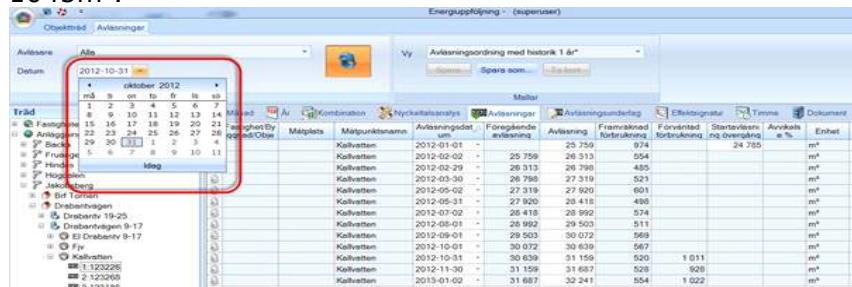 Energiuppföljning - (superuser)
Objektträd Avläsningar
Avläsare Alla
Vy Avläsningsordning med historik 1 år*
Datum 2012-10-31
Spara Spara som... Ta bort
Mallar
oktober 2012
må ti on to fr lö sö
1 2 3 4 5 6 7
8 9 10 11 12 13 14
15 16 17 18 19 20 21
22 23 24 25 26 27 28
29 30 31 1 2 3 4
5 6 7 8 9 10 11
Idag
Träd
Månad År Kombination Nyckeltalsanalys Avläsningar Avläsningsunderlag Effektsignatur Timme Dokument
Mätplats Mätpunktsnamn Avläsningsdatum Föregående avläsning Avläsning Framräknad förbrukning Förväntad förbrukning Startavläsning övergång Avvikelse % Enhet
Kallvatten 2012-01-01 25 759 974 24 785 m³
Kallvatten 2012-02-02 25 759 26 313 554 m³
Kallvatten 2012-02-29 26 313 26 798 485 m³
Kallvatten 2012-03-30 26 798 27 319 521 m³
Kallvatten 2012-05-02 27 319 27 920 601 m³
Kallvatten 2012-05-31 27 920 28 418 498 m³
Kallvatten 2012-07-02 28 418 28 992 574 m³
Kallvatten 2012-08-01 28 992 29 503 511 m³
Kallvatten 2012-09-01 29 503 30 072 569 m³
Kallvatten 2012-10-01 30 072 30 639 567 m³
Kallvatten 2012-10-31 30 639 31 159 520 1 011 m³
Kallvatten 2012-11-30 31 159 31 687 528 928 m³
Kallvatten 2013-01-02 31 687 32 241 554 1 022 m³
Fastighete
Anläggnin
Backa
Fruänge
Hindås
Högdalen
Jakobsberg
Brf Tornen
Drabantvägen
Drabantv 19-25
Drabantvägen 9-17
El Drabantv 9-17
Fjv
Kallvatten
1:123226
2:123265